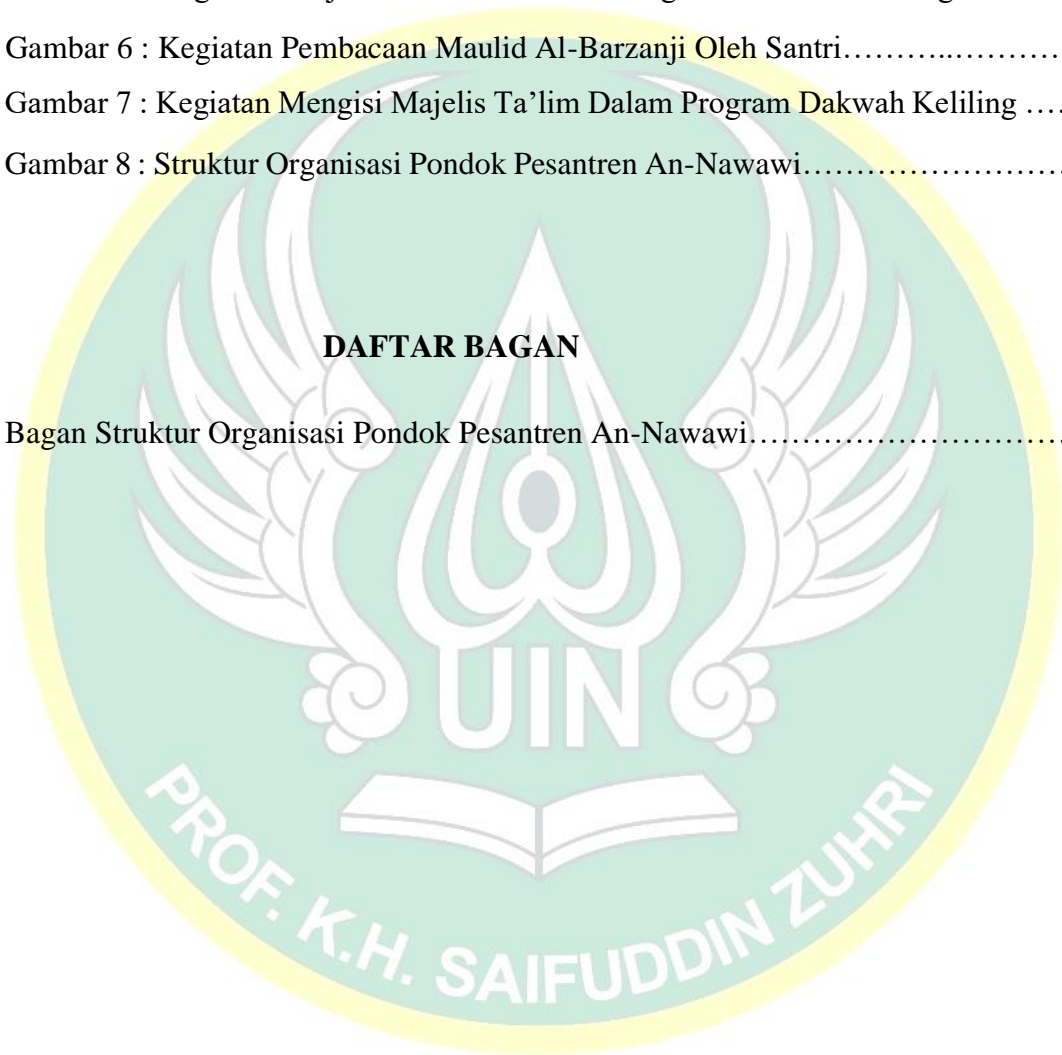 Gambar 6 : Kegiatan Pembacaan Maulid Al-Barzanji Oleh Santri………..…………
Gambar 7 : Kegiatan Mengisi Majelis Ta’lim Dalam Program Dakwah Keliling ….
Gambar 8 : Struktur Organisasi Pondok Pesantren An-Nawawi…………………….
DAFTAR BAGAN
Bagan Struktur Organisasi Pondok Pesantren An-Nawawi………………………….
UIN
PROF. K.H. SAIFUDDIN ZUHRI